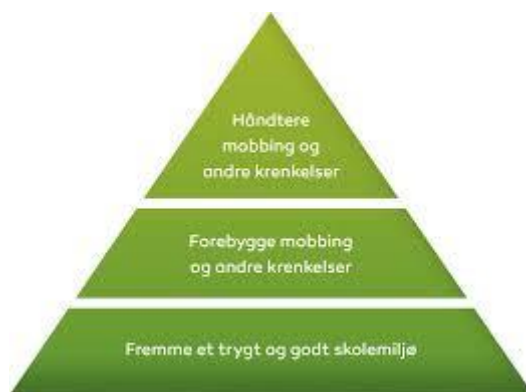 Håndtere
mobbing og
andre krenkelser
Forebygge mobbing
og andre krenkelser
Fremme et trygt og godt skolemiljø